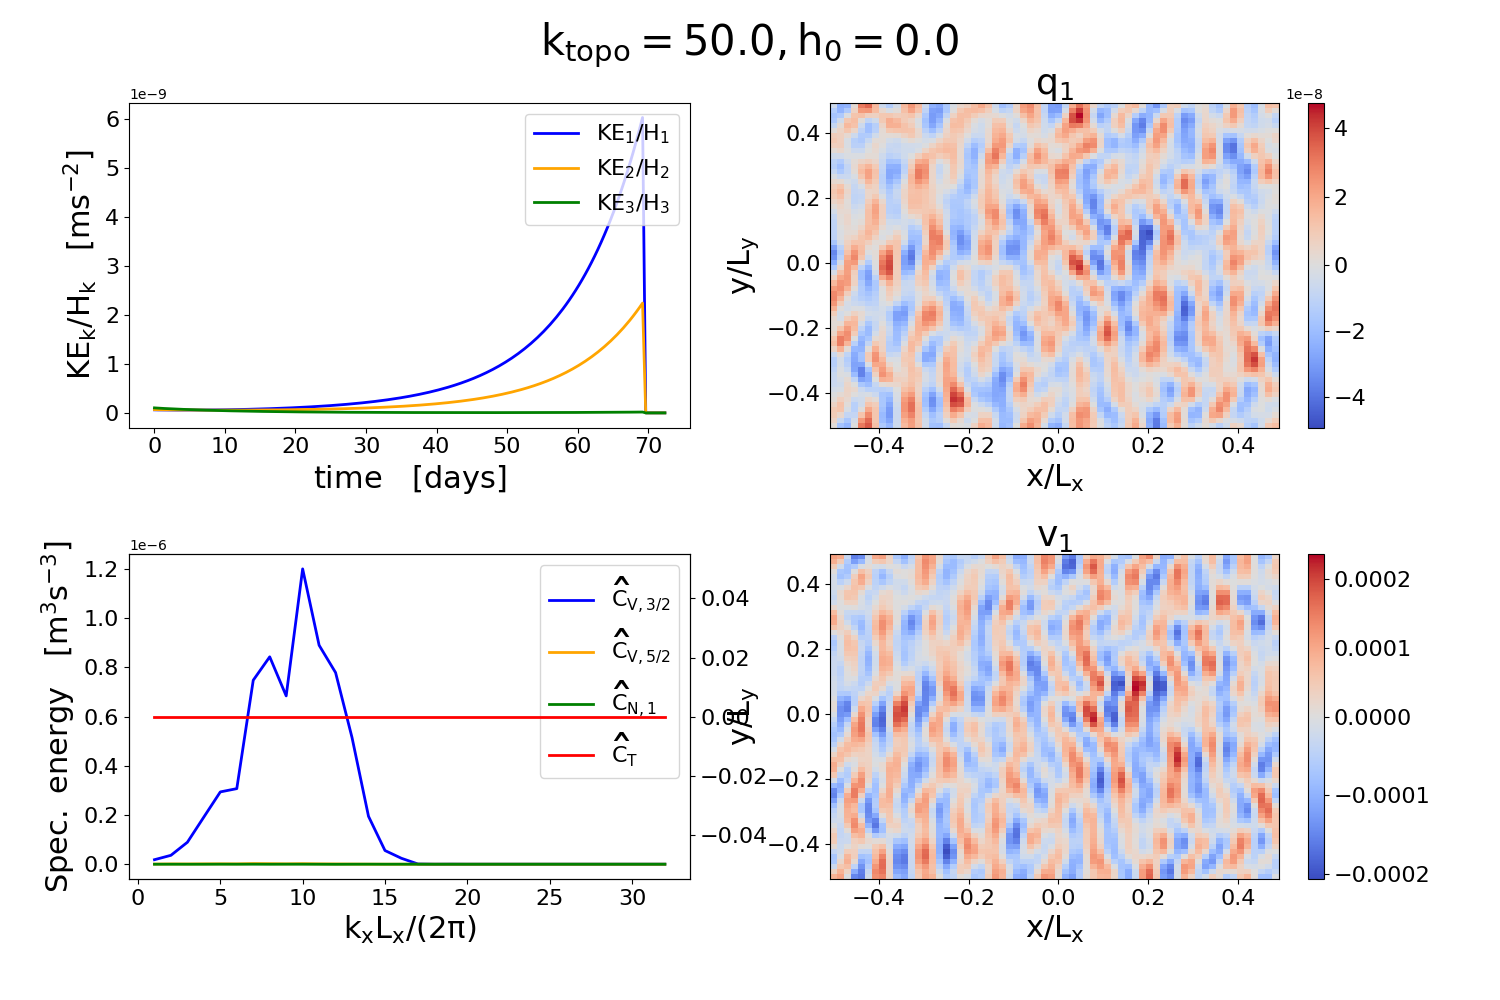 k_topo = 50.0, h_0 = 0.0
1e−9
6
5
4
3
2
1
0
KE_k/H_k [ms^−2]
KE_1/H_1
KE_2/H_2
KE_3/H_3
0 10 20 30 40 50 60 70
time [days]
q_1
0.4
0.2
0.0
−0.2
−0.4
y/L_y
−0.4 −0.2 0.0 0.2 0.4
x/L_x
1e−8
4
2
0
−2
−4
1e−6
1.2
1.0
0.8
0.6
0.4
0.2
0.0
Spec. energy [m^3s^−3]
Ĉ_V,3/2
Ĉ_V,5/2
Ĉ_N,1
Ĉ_T
0.04
0.02
0.00
−0.02
−0.04
0 5 10 15 20 25 30
k_xL_x/(2π)
v_1
0.4
0.2
0.0
−0.2
−0.4
y/L_y
−0.4 −0.2 0.0 0.2 0.4
x/L_x
0.0002
0.0001
0.0000
−0.0001
−0.0002